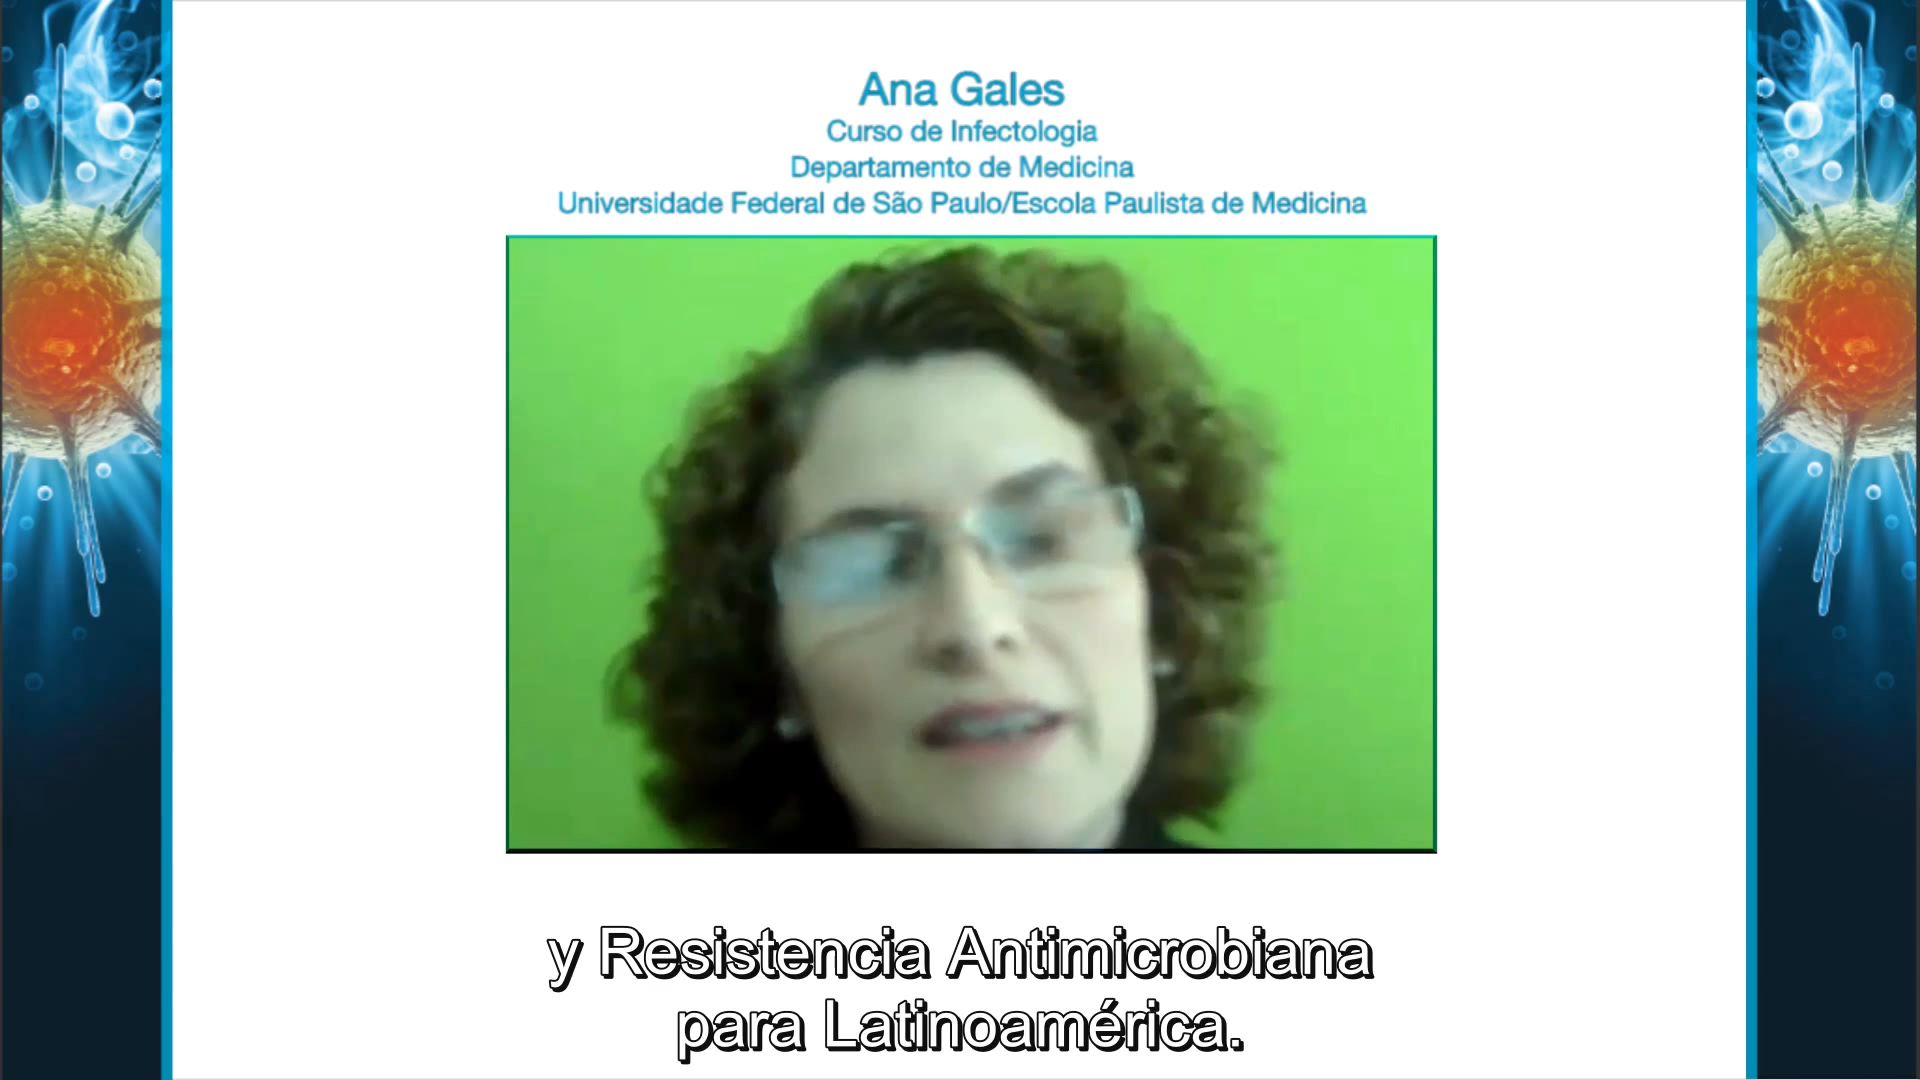 Ana Gales
Curso de Infectologia
Departamento de Medicina
Universidade Federal de São Paulo/Escola Paulista de Medicina
y Resistencia Antimicrobiana
para Latinoamérica.